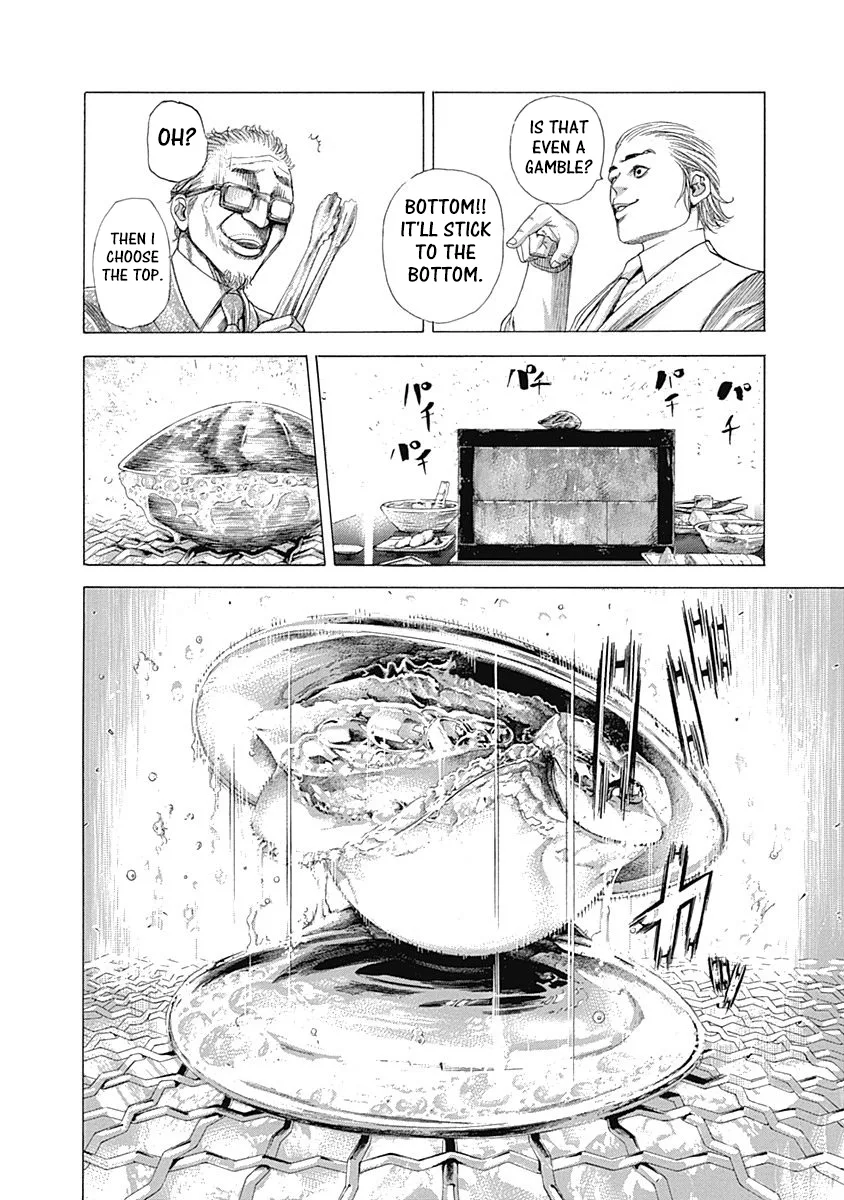 IS THAT
EVEN A
GAMBLE?
BOTTOM!!
IT'LL STICK
TO THE
BOTTOM.
OH?
THEN I
CHOOSE
THE TOP.
パチ
パチ
パチ
パチ
パチ